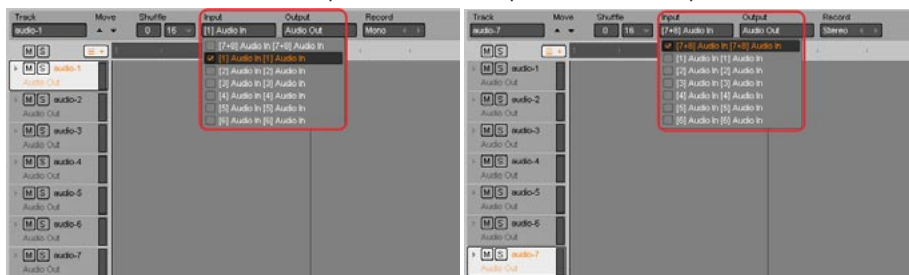 Track Move Shuffle Input Output Record
audio-1 0 16 [1] Audio In Audio Out Mono
M S
[7+8] Audio In [7+8] Audio In
[1] Audio In [1] Audio In
[2] Audio In [2] Audio In
[3] Audio In [3] Audio In
[4] Audio In [4] Audio In
[5] Audio In [5] Audio In
[6] Audio In [6] Audio In
M S audio-1
Audio Out
M S audio-2
Audio Out
M S audio-3
Audio Out
M S audio-4
Audio Out
M S audio-5
Audio Out
M S audio-6
Audio Out
M S audio-7
Audio Out
Track Move Shuffle Input Output Record
audio-7 0 16 [7+8] Audio In Audio Out Stereo
M S
[7+8] Audio In [7+8] Audio In
[1] Audio In [1] Audio In
[2] Audio In [2] Audio In
[3] Audio In [3] Audio In
[4] Audio In [4] Audio In
[5] Audio In [5] Audio In
[6] Audio In [6] Audio In
M S audio-1
Audio Out
M S audio-2
Audio Out
M S audio-3
Audio Out
M S audio-4
Audio Out
M S audio-5
Audio Out
M S audio-6
Audio Out
M S audio-7
Audio Out